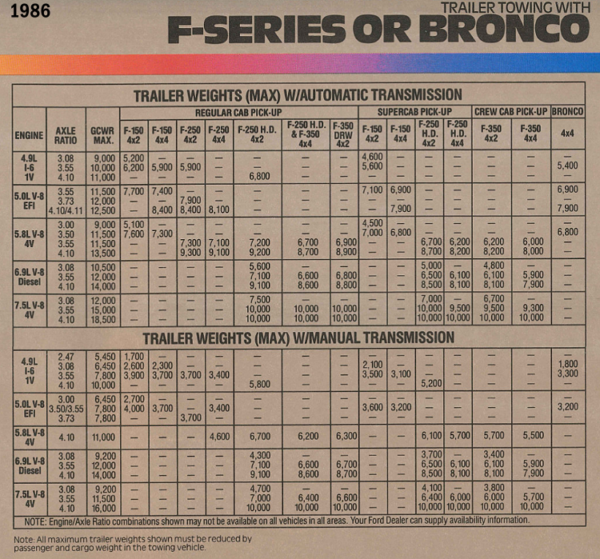 1986
TRAILER TOWING WITH
F-SERIES OR BRONCO
TRAILER WEIGHTS (MAX) W/AUTOMATIC TRANSMISSION
REGULAR CAB PICK-UP SUPERCAB PICK-UP CREW CAB PICK-UP BRONCO
ENGINE AXLE RATIO GCWR MAX. F-150 4x2 F-150 4x4 F-250 4x2 F-250 4x4 F-250 H.D. 4x2 F-250 H.D. & F-350 4x4 F-350 DRW 4x2 F-150 4x2 F-150 4x4 F-250 H.D. 4x2 F-250 H.D. 4x4 F-350 4x2 F-350 4x4 4x4
4.9L 3.08 9,000 5,200 — — — — — — 4,600 — — — — — —
I-6 3.55 10,000 6,200 5,900 5,900 — — — — 5,600 — — — — — 5,400
1V 4.10 11,000 — — — — 6,800 — — — — — — — — —
5.0L V-8 3.55 11,500 7,700 7,400 — — — — — 7,100 6,900 — — — — 6,900
EFI 3.73 12,000 — — 7,900 — — — — — — — — — — —
4.10/4.11 12,500 — 8,400 8,400 8,100 — — — — 7,900 — — — — 7,900
5.8L V-8 3.00 9,000 5,100 — — — — — — 4,500 — — — — — —
4V 3.50 11,500 7,600 7,300 — — — — — 7,000 6,800 — — — — 6,800
3.55 11,500 — — 7,300 7,100 7,200 6,700 6,900 — — 6,700 6,200 6,200 6,000 —
4.10 13,500 — — 9,300 9,100 9,200 8,700 8,900 — — 8,700 8,200 8,200 8,000 —
6.9L V-8 3.08 10,500 — — — — 5,600 — — — — 5,000 — 4,800 — —
Diesel 3.55 12,000 — — — — 7,100 6,600 6,800 — — 6,500 6,100 6,100 5,900 —
4.10 14,000 — — — — 9,100 8,600 8,800 — — 8,500 8,100 8,100 7,900 —
7.5L V-8 3.08 12,000 — — — — 7,500 — — — — 7,000 — 6,700 — —
4V 3.55 15,000 — — — — 10,000 10,000 10,000 — — 10,000 9,500 9,500 9,300 —
4.10 18,500 — — — — 10,000 10,000 10,000 — — 10,000 10,000 10,000 10,000 —
TRAILER WEIGHTS (MAX) W/MANUAL TRANSMISSION
4.9L 2.47 5,450 1,700 — — — — — — — — — — — — —
I-6 3.08 6,450 2,600 2,300 — — — — — 2,100 — — — — — 1,800
1V 3.55 7,800 3,900 3,700 3,700 3,400 — — — 3,500 3,100 — — — — 3,300
4.10 10,000 — — — — 5,800 — — — — 5,200 — — — —
5.0L V-8 3.00 6,450 2,700 — — — — — — — — — — — — —
EFI 3.50/3.55 7,800 4,000 3,700 — 3,400 — — — 3,600 3,200 — — — — 3,200
3.73 7,800 — — 3,700 — — — — — — — — — — —
5.8L V-8 4V 4.10 11,000 — — — 4,600 6,700 6,200 6,300 — — 6,100 5,700 5,700 5,500 —
6.9L V-8 3.08 9,200 — — — — 4,300 — — — — 3,700 — 3,400 — —
Diesel 3.55 12,000 — — — — 7,100 6,600 6,700 — — 6,500 6,100 6,100 5,900 —
4.10 14,000 — — — — 9,100 8,600 8,700 — — 8,500 8,100 8,100 7,900 —
7.5L V-8 3.08 9,200 — — — — 4,700 — — — — 4,100 — 3,800 — —
4V 3.55 11,500 — — — — 7,000 6,400 6,600 — — 6,400 6,000 6,000 5,700 —
4.10 16,000 — — — — 10,000 10,000 10,000 — — 10,000 10,000 10,000 10,000 —
NOTE: Engine/Axle Ratio combinations shown may not be available on all vehicles in all areas. Your Ford Dealer can supply availability information.
Note: All maximum trailer weights shown must be reduced by
passenger and cargo weight in the towing vehicle.